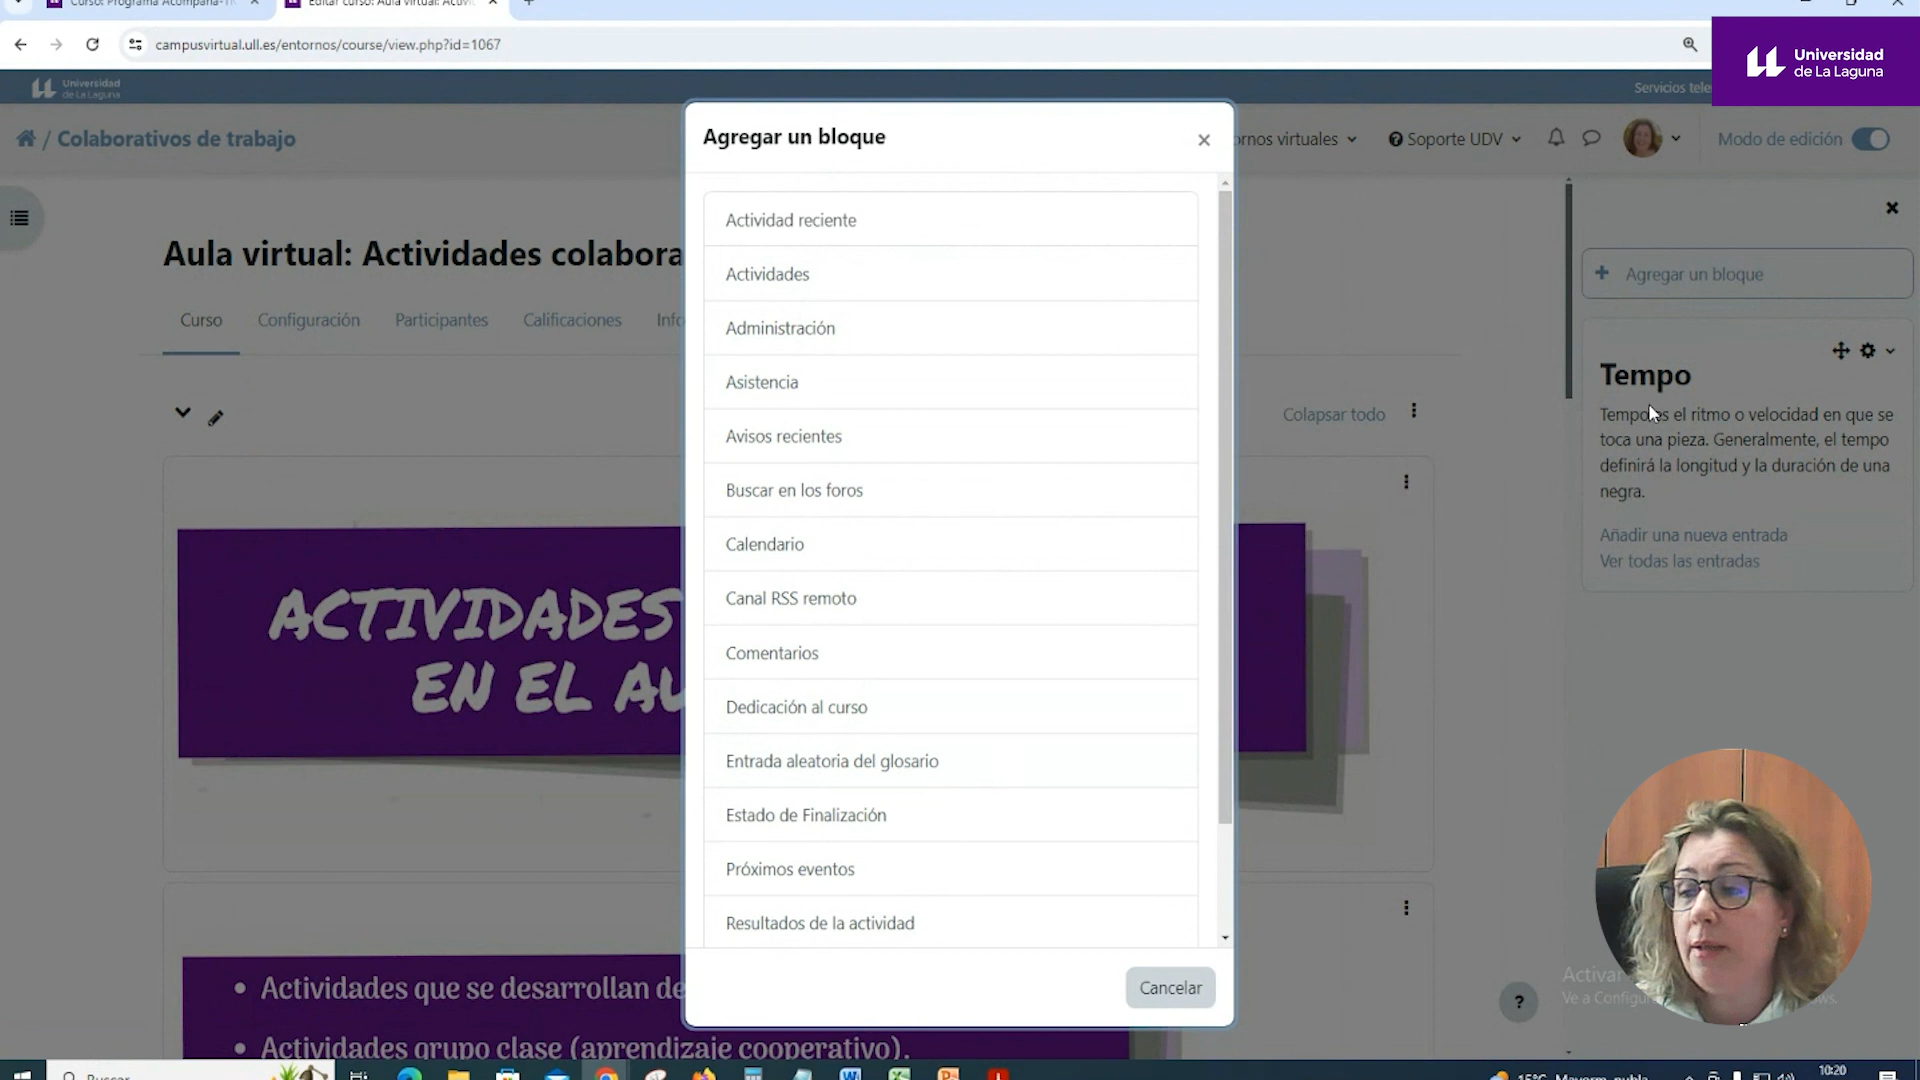 Curso: Programa Acompaña-T
Editar curso: Aula virtual: Activi
campusvirtual.ull.es/entornos/course/view.php?id=1067
Universidad
de La Laguna
Universidad
de La Laguna
Servicios tele
/ Colaborativos de trabajo
ornos virtuales
Soporte UDV
Modo de edición
Agregar un bloque
Actividad reciente
Actividades
Administración
Asistencia
Avisos recientes
Buscar en los foros
Calendario
Canal RSS remoto
Comentarios
Dedicación al curso
Entrada aleatoria del glosario
Estado de Finalización
Próximos eventos
Resultados de la actividad
Cancelar
Aula virtual: Actividades colabora
Curso
Configuración
Participantes
Calificaciones
Info
Colapsar todo
ACTIVIDADES
EN EL AU
Actividades que se desarrollan de
Actividades grupo clase (aprendizaje cooperativo).
Agregar un bloque
Tempo
Tempo es el ritmo o velocidad en que se
toca una pieza. Generalmente, el tempo
definirá la longitud y la duración de una
negra.
Añadir una nueva entrada
Ver todas las entradas
Activar
Ve a Configu
ows.
?
Buscar
15°C
10:20